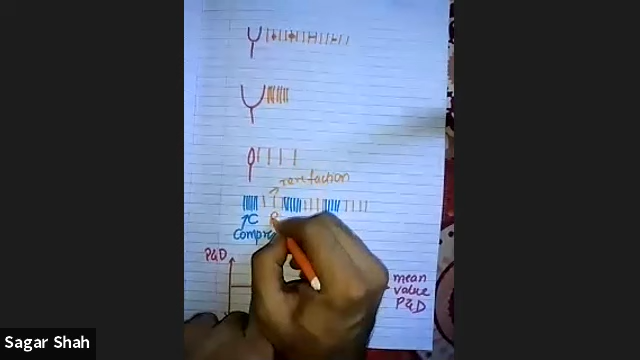 rarefaction
C
Compre
P&D
mean
value
P&D
Sagar Shah